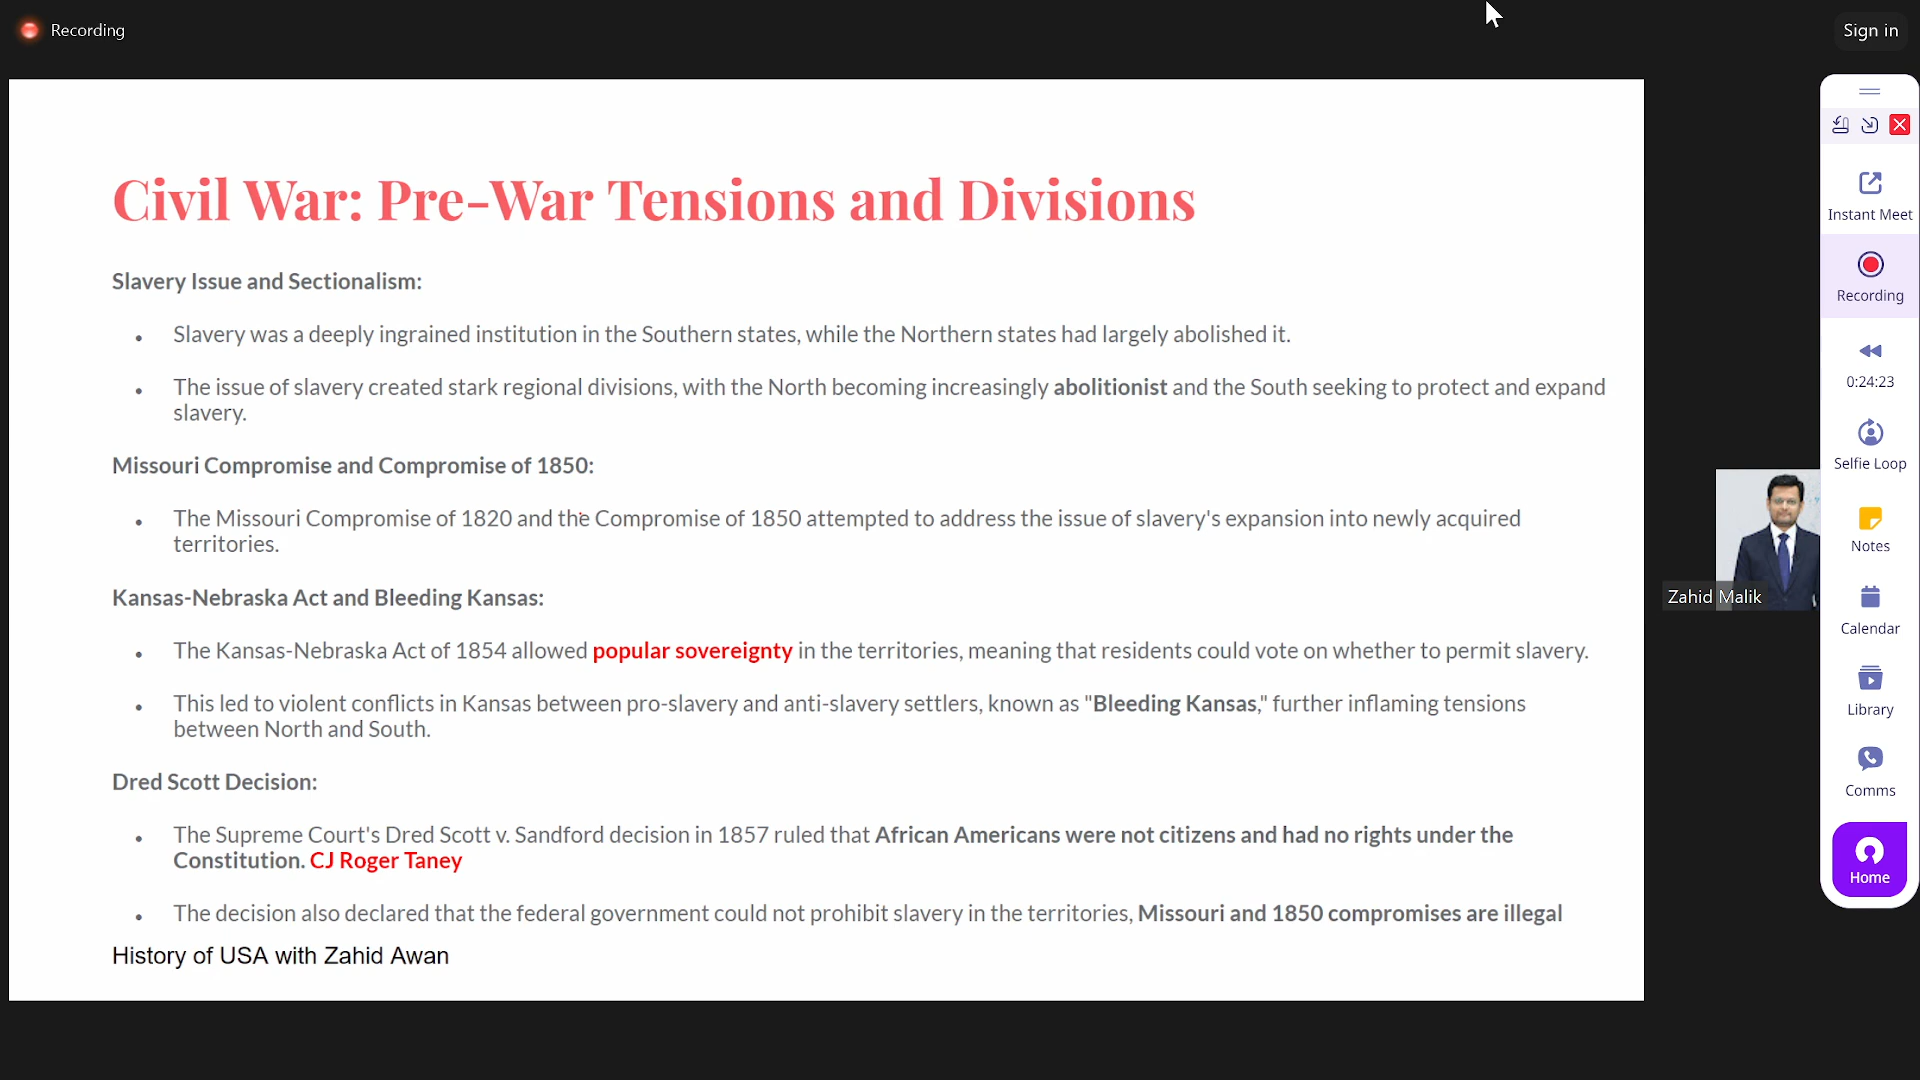 Recording
Sign in
Civil War: Pre-War Tensions and Divisions
Slavery Issue and Sectionalism:
• Slavery was a deeply ingrained institution in the Southern states, while the Northern states had largely abolished it.
• The issue of slavery created stark regional divisions, with the North becoming increasingly abolitionist and the South seeking to protect and expand
slavery.
Missouri Compromise and Compromise of 1850:
• The Missouri Compromise of 1820 and the Compromise of 1850 attempted to address the issue of slavery's expansion into newly acquired
territories.
Kansas-Nebraska Act and Bleeding Kansas:
• The Kansas-Nebraska Act of 1854 allowed popular sovereignty in the territories, meaning that residents could vote on whether to permit slavery.
• This led to violent conflicts in Kansas between pro-slavery and anti-slavery settlers, known as "Bleeding Kansas," further inflaming tensions
between North and South.
Dred Scott Decision:
• The Supreme Court's Dred Scott v. Sandford decision in 1857 ruled that African Americans were not citizens and had no rights under the
Constitution. CJ Roger Taney
• The decision also declared that the federal government could not prohibit slavery in the territories, Missouri and 1850 compromises are illegal
History of USA with Zahid Awan
Zahid Malik
Instant Meet
Recording
0:24:23
Selfie Loop
Notes
Calendar
Library
Comms
Home